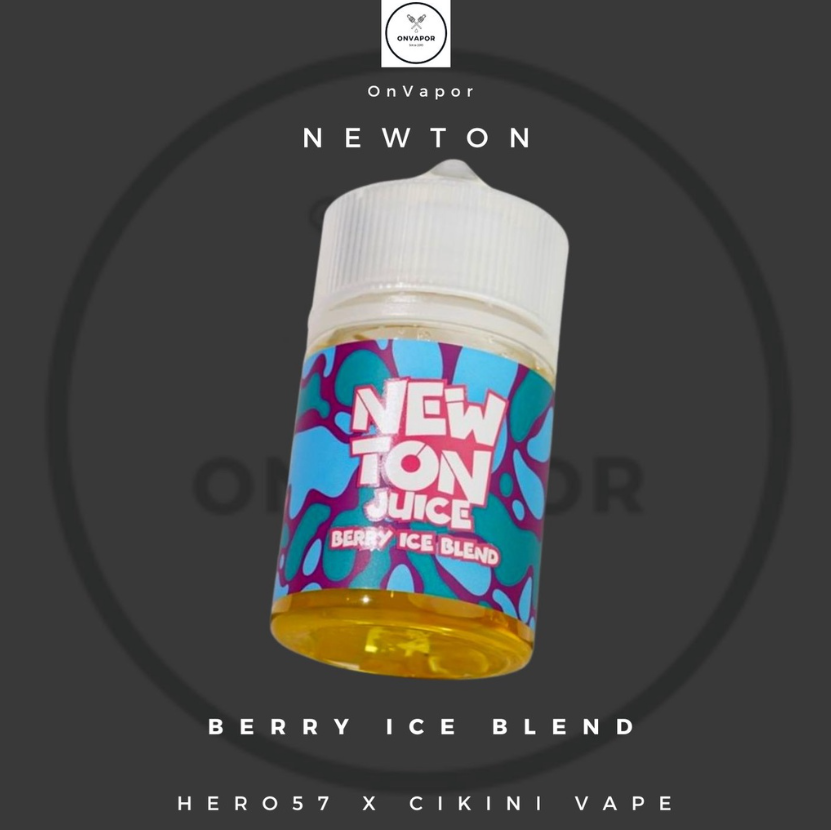 ONVAPOR
OnVapor
NEWTON
NEW
TON
JUICE
BERRY ICE BLEND
BERRY ICE BLEND
HERO57 X CIKINI VAPE